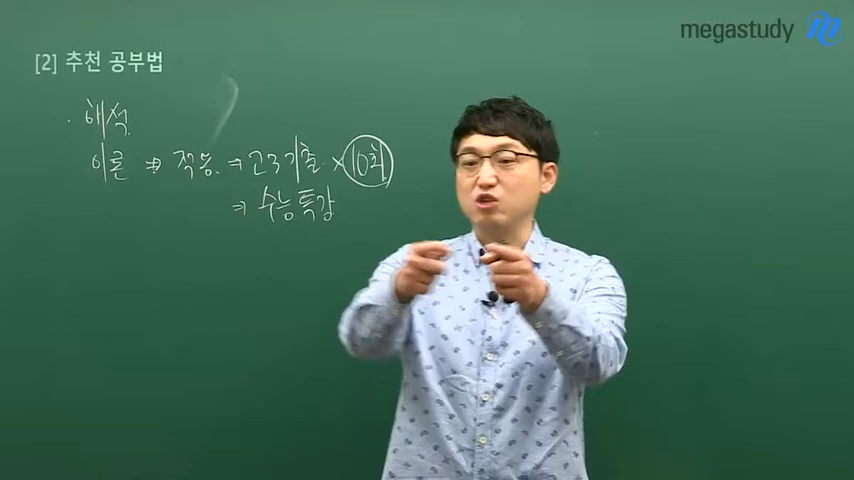 megastudy
[2] 추천 공부법
· 해석
이론 ⇒ 적용 ⇒ 고3 기출 × 10회
⇒ 수능특강